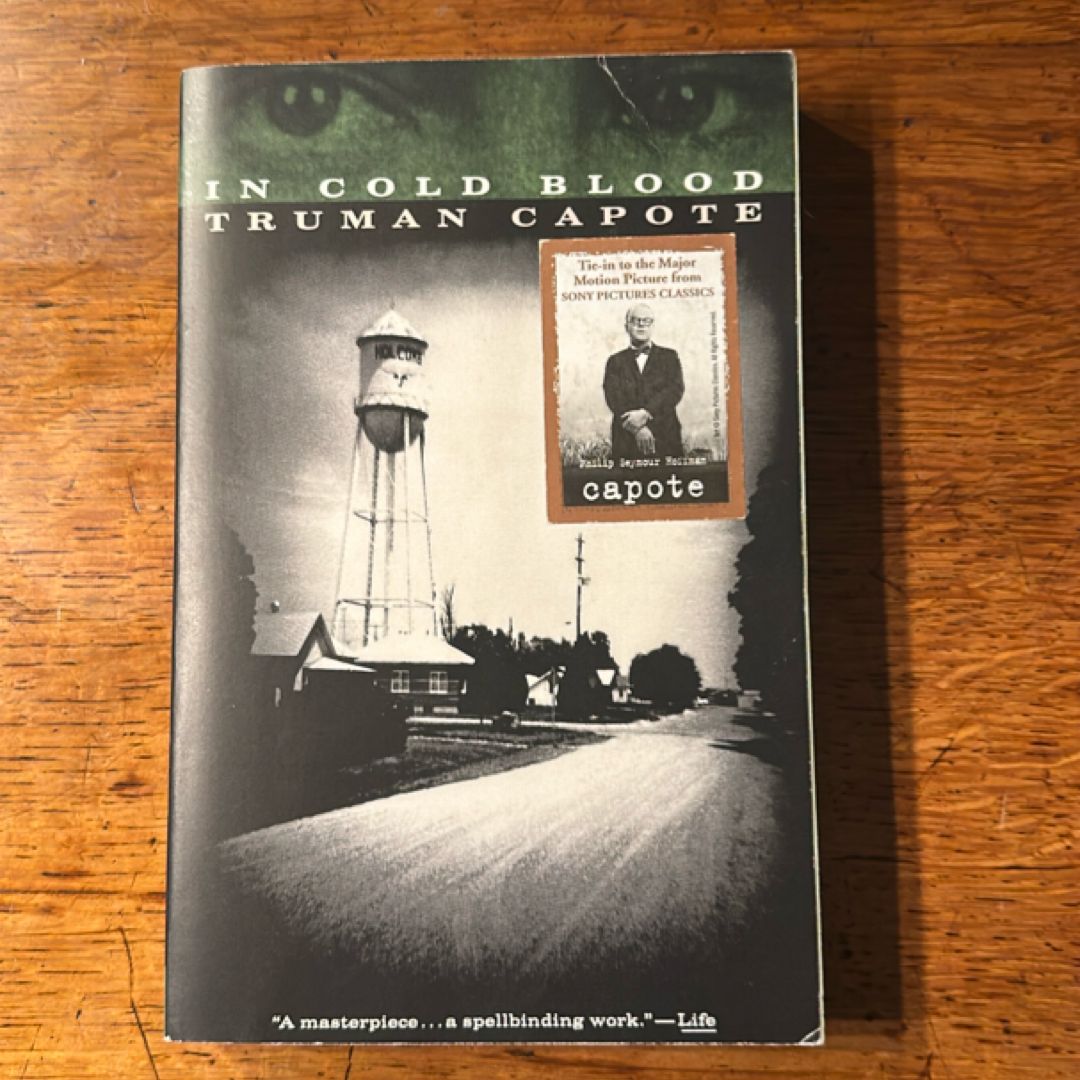 IN COLD BLOOD
TRUMAN CAPOTE
Tie-in to the Major
Motion Picture from
SONY PICTURES CLASSICS
HOLCOMB
Philip Seymour Hoffman
capote
"A masterpiece...a spellbinding work."—Life